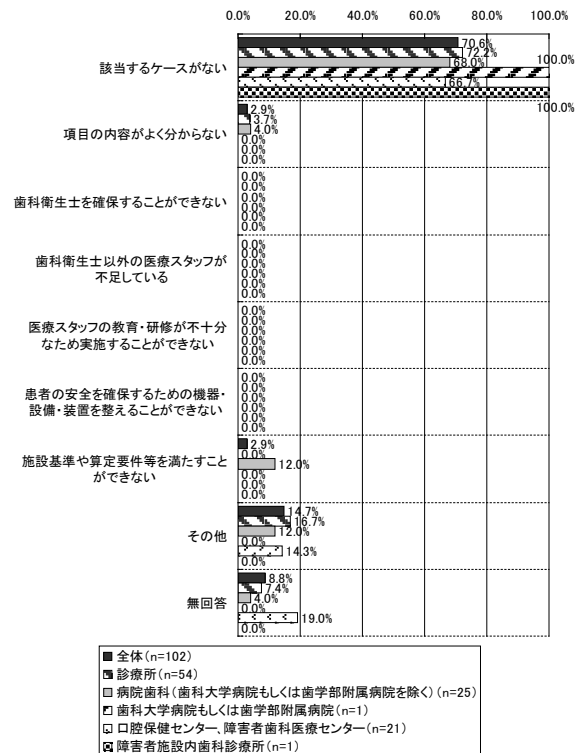 0.0% 20.0% 40.0% 60.0% 80.0% 100.0%
該当するケースがない
70.6%
72.2%
68.0%
100.0%
66.7%
100.0%
項目の内容がよく分からない
2.9%
3.7%
4.0%
0.0%
0.0%
0.0%
歯科衛生士を確保することができない
0.0%
0.0%
0.0%
0.0%
0.0%
0.0%
歯科衛生士以外の医療スタッフが
不足している
0.0%
0.0%
0.0%
0.0%
0.0%
0.0%
医療スタッフの教育・研修が不十分
なため実施することができない
0.0%
0.0%
0.0%
0.0%
0.0%
0.0%
患者の安全を確保するための機器・
設備・装置を整えることができない
0.0%
0.0%
0.0%
0.0%
0.0%
0.0%
施設基準や算定要件等を満たすこと
ができない
2.9%
0.0%
12.0%
0.0%
0.0%
0.0%
その他
14.7%
16.7%
12.0%
0.0%
14.3%
0.0%
無回答
8.8%
7.4%
4.0%
0.0%
19.0%
0.0%
全体(n=102)
診療所(n=54)
病院歯科(歯科大学病院もしくは歯学部附属病院を除く)(n=25)
歯科大学病院もしくは歯学部附属病院(n=1)
口腔保健センター、障害者歯科医療センター(n=21)
障害者施設内歯科診療所(n=1)